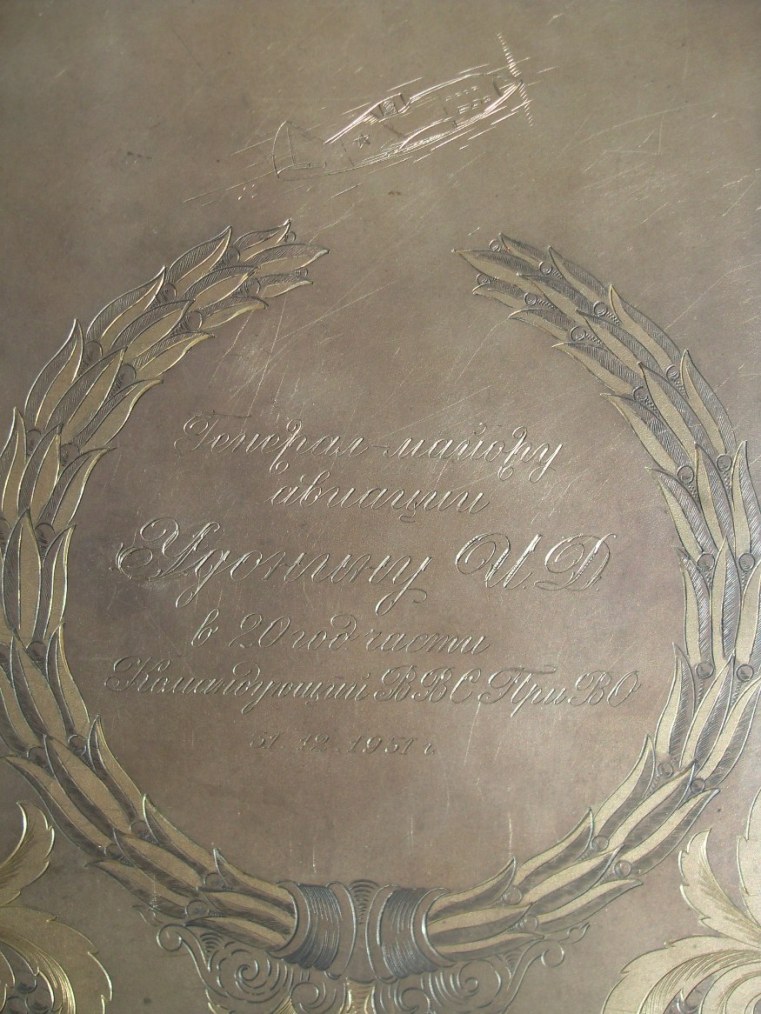 Генерал-майору
авиации
Удонину И.Д
в 20 год части
Командующий ВВС ПриВО
31.12.1951 г.